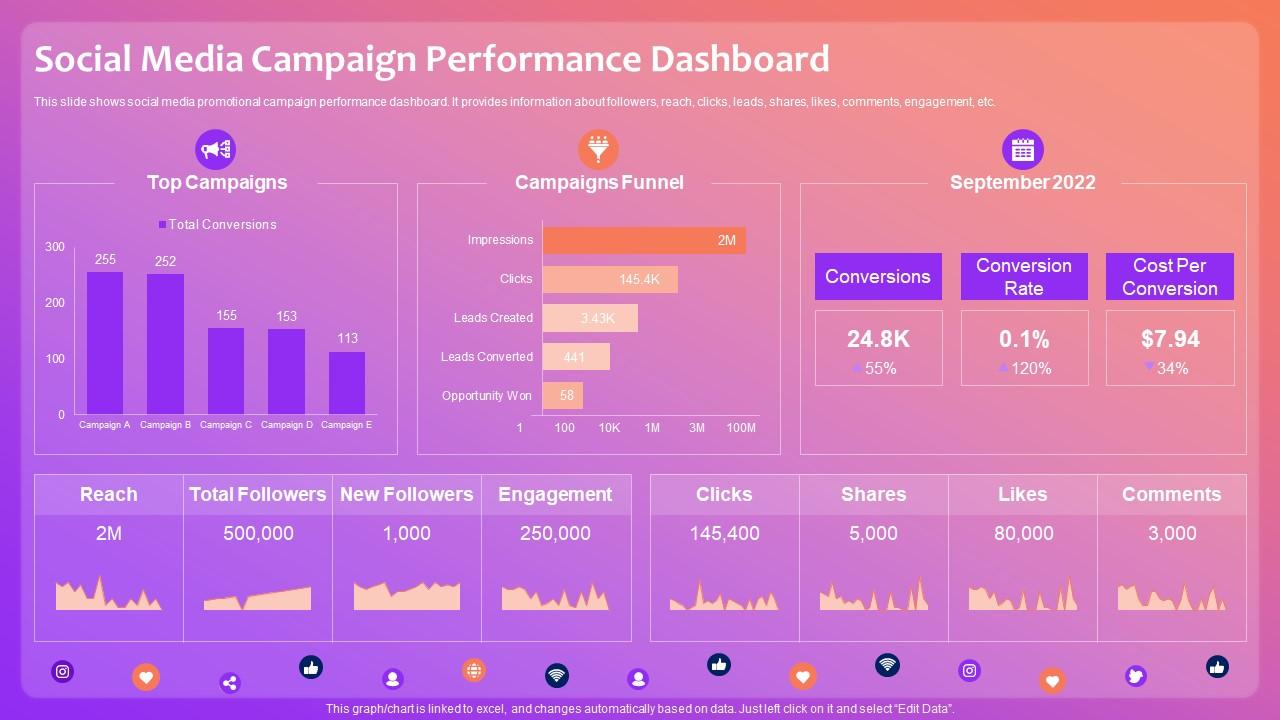 Social Media Campaign Performance Dashboard
This slide shows social media promotional campaign performance dashboard. It provides information about followers, reach, clicks, leads, shares, likes, comments, engagement, etc.
Top Campaigns
Total Conversions
300
200
100
0
255
252
155
153
113
Campaign A
Campaign B
Campaign C
Campaign D
Campaign E
Campaigns Funnel
Impressions
2M
Clicks
145.4K
Leads Created
3.43K
Leads Converted
441
Opportunity Won
58
1
100
10K
1M
3M
100M
September 2022
Conversions
24.8K
55%
Conversion
Rate
0.1%
120%
Cost Per
Conversion
$7.94
34%
Reach
2M
Total Followers
500,000
New Followers
1,000
Engagement
250,000
Clicks
145,400
Shares
5,000
Likes
80,000
Comments
3,000
This graph/chart is linked to excel, and changes automatically based on data. Just left click on it and select “Edit Data”.